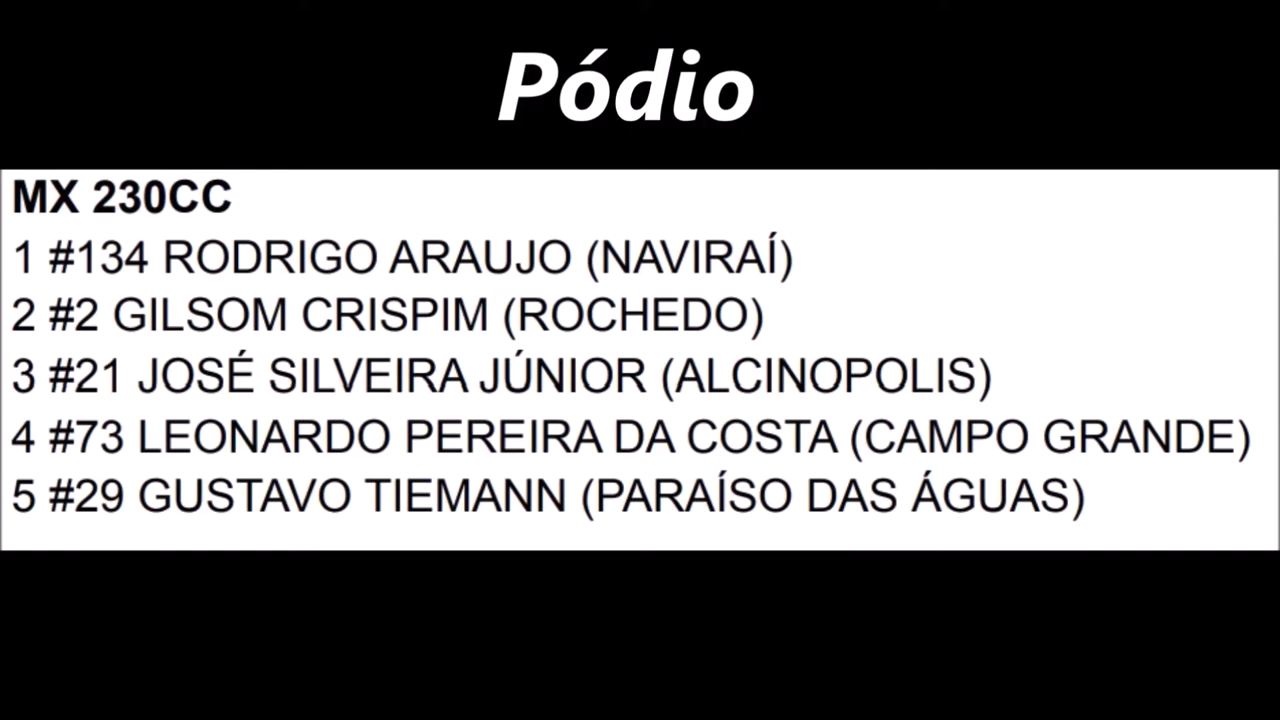 Pódio
MX 230CC
1 #134 RODRIGO ARAUJO (NAVIRAÍ)
2 #2 GILSOM CRISPIM (ROCHEDO)
3 #21 JOSÉ SILVEIRA JÚNIOR (ALCINOPOLIS)
4 #73 LEONARDO PEREIRA DA COSTA (CAMPO GRANDE)
5 #29 GUSTAVO TIEMANN (PARAÍSO DAS ÁGUAS)